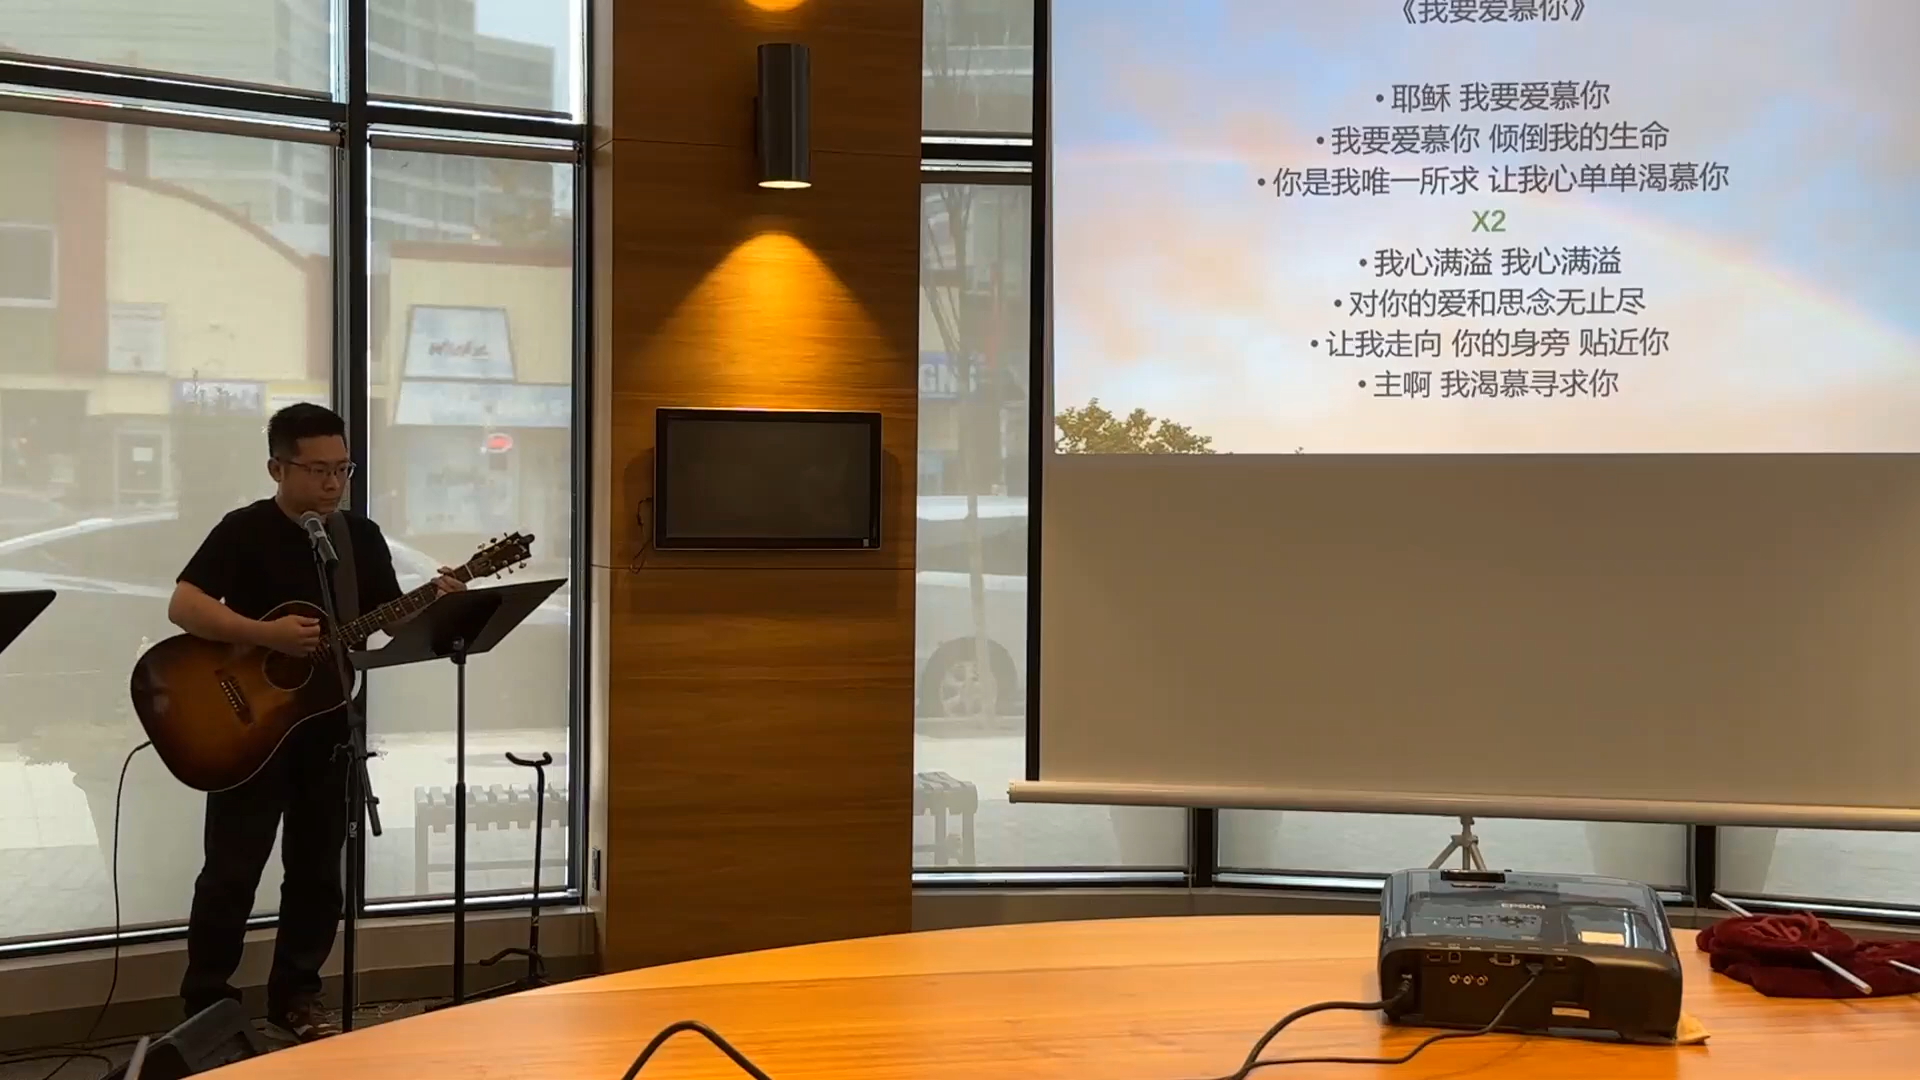 《我要爱慕你》
• 耶稣 我要爱慕你
• 我要爱慕你 倾倒我的生命
• 你是我唯一所求 让我心单单渴慕你
X2
• 我心满溢 我心满溢
• 对你的爱和思念无止尽
• 让我走向 你的身旁 贴近你
• 主啊 我渴慕寻求你
EPSON